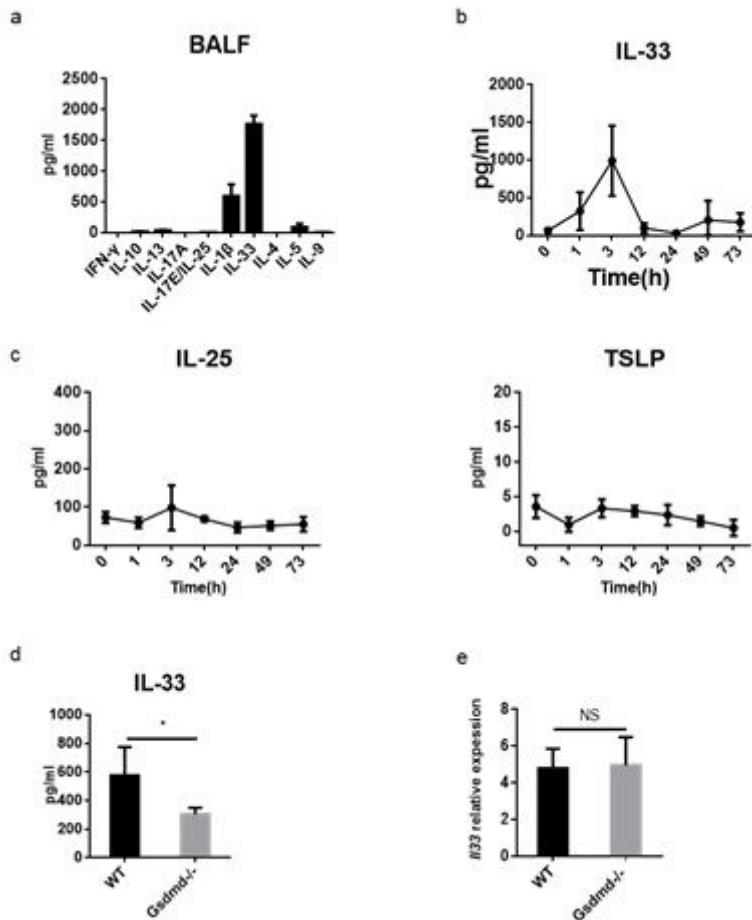 a
BALF
pg/ml
2500
2000
1500
1000
500
0
IFN-γ
IL-10
IL-13
IL-17A
IL-17E/IL-25
IL-1β
IL-33
IL-4
IL-5
IL-9
b
IL-33
pg/ml
2000
1500
1000
500
0
0 1 3 12 24 49 73
Time(h)
c
IL-25
pg/ml
400
300
200
100
0
0 1 3 12 24 49 73
Time(h)
TSLP
pg/ml
20
15
10
5
0
0 1 3 12 24 49 73
Time(h)
d
IL-33
pg/ml
1000
800
600
400
200
0
*
WT
Gsdmd-/-
e
Il33 relative expession
8
6
4
2
0
NS
WT
Gsdmd-/-